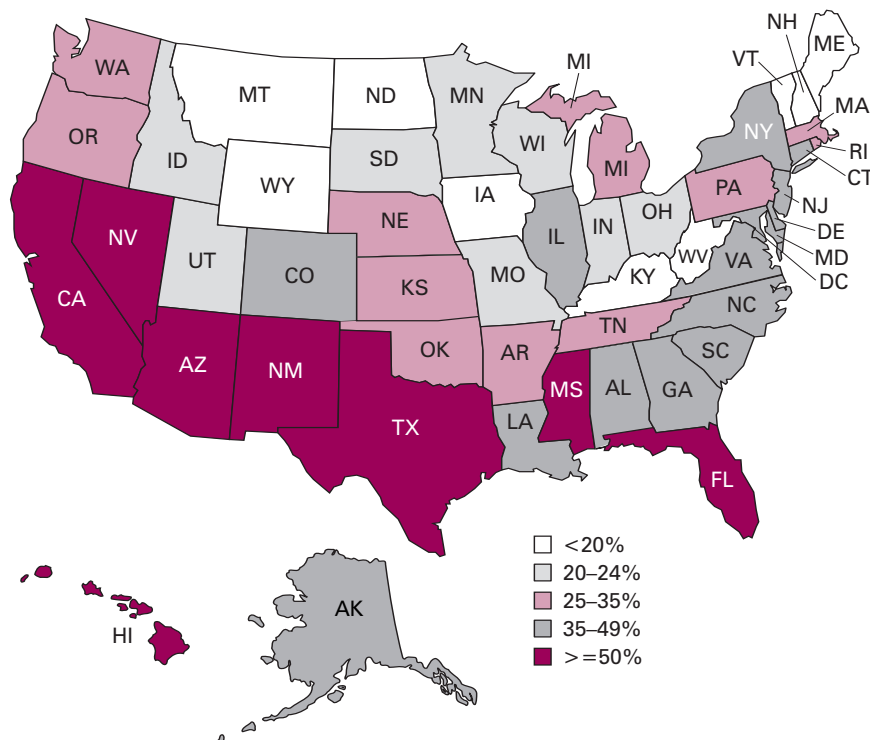 NH
ME
VT
WA
MT
ND
MN
MI
MA
OR
ID
SD
WI
NY
RI
CT
WY
MI
PA
IA
NE
NJ
OH
IL
IN
DE
NV
UT
CO
MD
WV
VA
DC
CA
KS
MO
KY
NC
TN
AZ
NM
OK
AR
SC
MS
AL
GA
TX
LA
FL
<20%
20–24%
25–35%
35–49%
>=50%
AK
HI